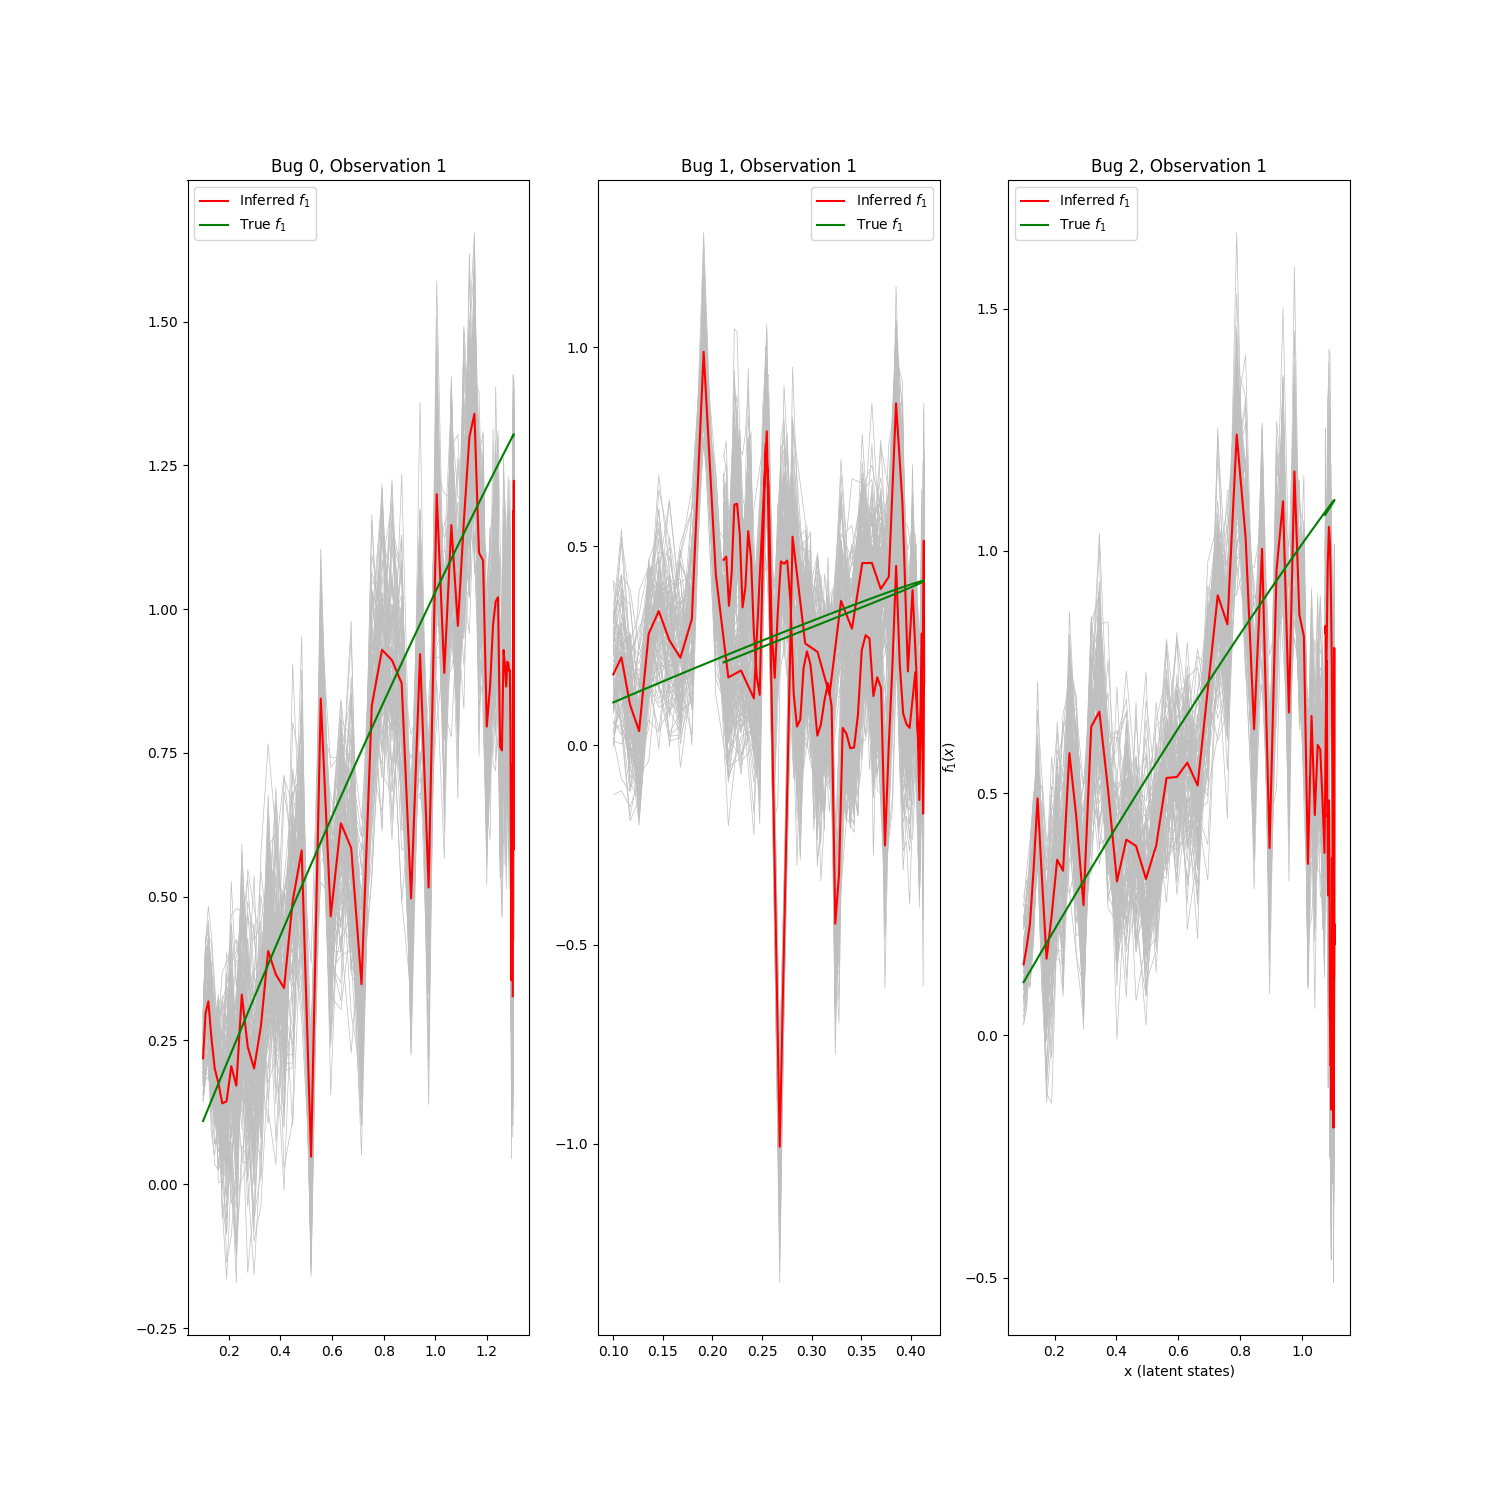 Bug 0, Observation 1
Inferred f₁
True f₁
1.50
1.25
1.00
0.75
0.50
0.25
0.00
−0.25
0.2 0.4 0.6 0.8 1.0 1.2
Bug 1, Observation 1
Inferred f₁
True f₁
1.0
0.5
0.0
−0.5
−1.0
0.10 0.15 0.20 0.25 0.30 0.35 0.40
Bug 2, Observation 1
Inferred f₁
True f₁
f₁(x)
1.5
1.0
0.5
0.0
−0.5
0.2 0.4 0.6 0.8 1.0
x (latent states)